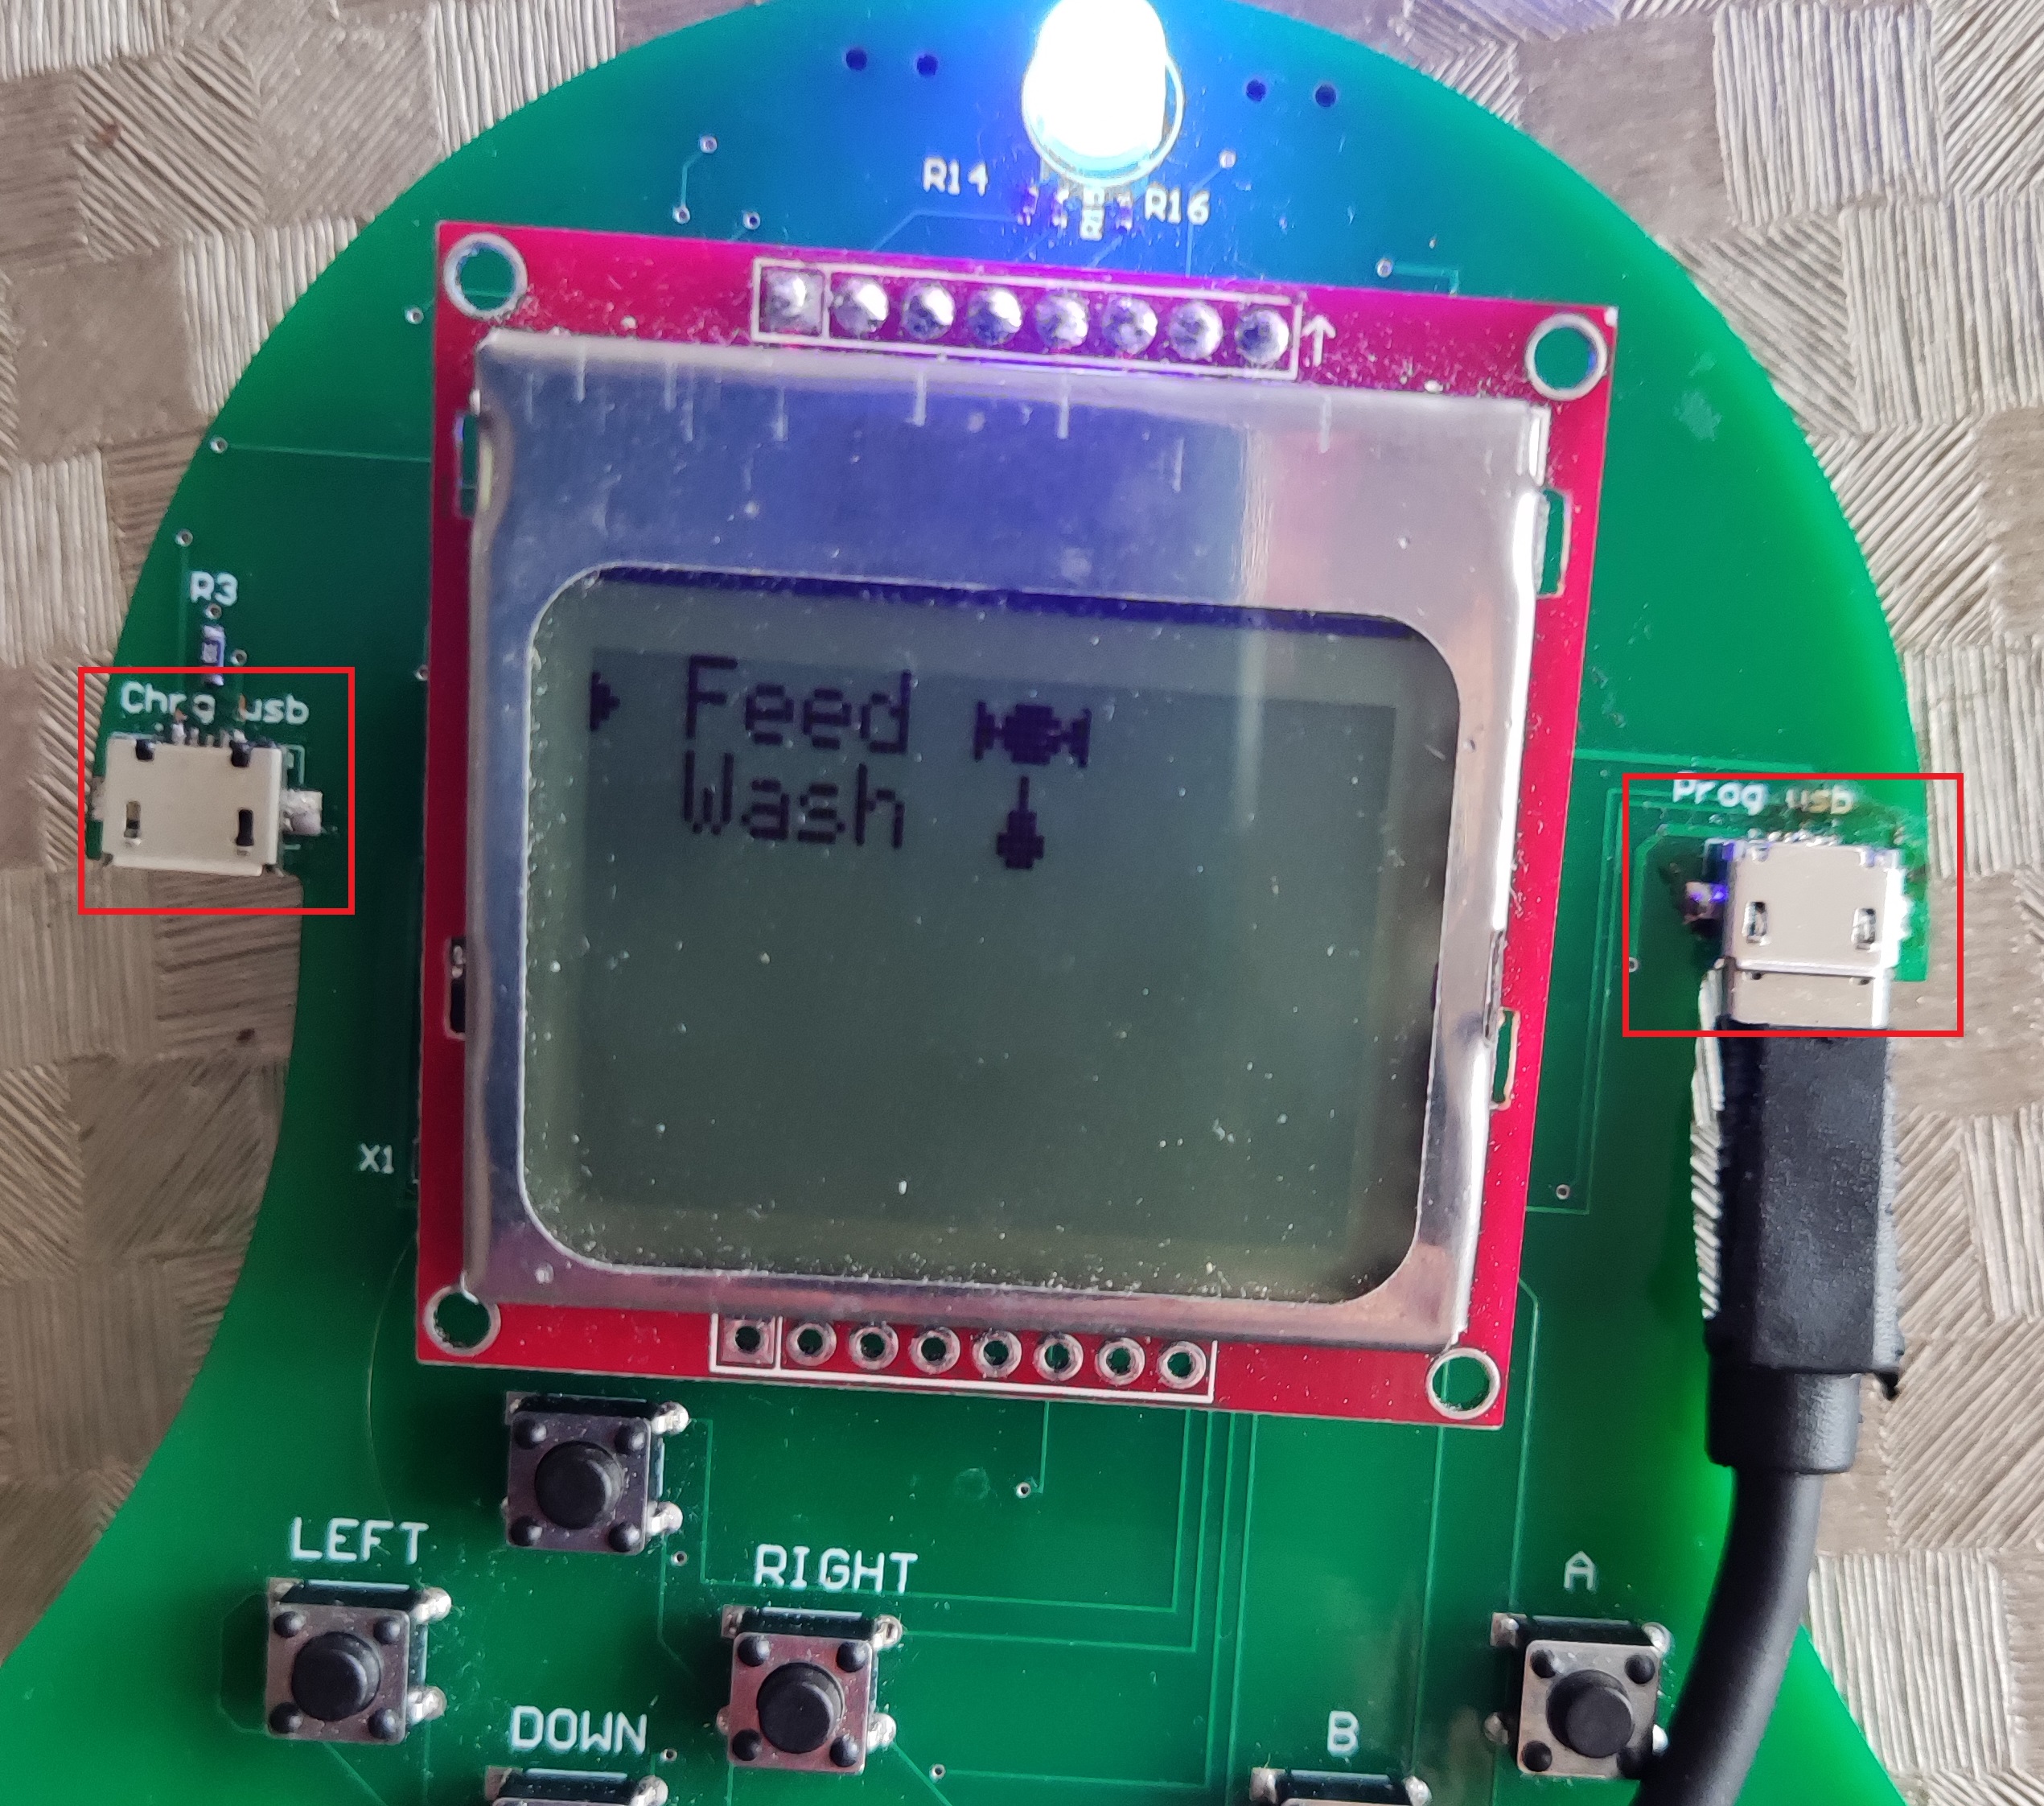 R14
R16
R3
Chrg usb
Feed
Wash
Prog usb
X1
LEFT
RIGHT
A
DOWN
B